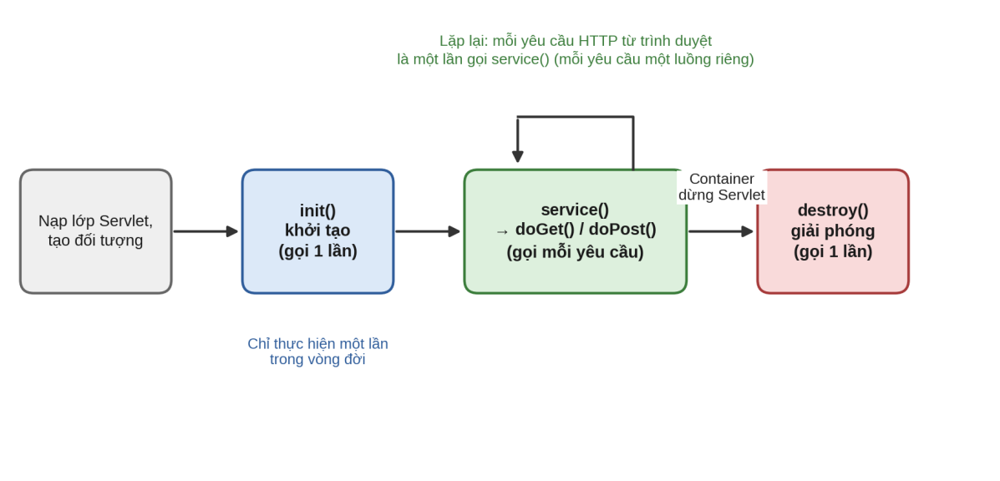 Lặp lại: mỗi yêu cầu HTTP từ trình duyệt
là một lần gọi service() (mỗi yêu cầu một luồng riêng)
Nạp lớp Servlet,
tạo đối tượng
init()
khởi tạo
(gọi 1 lần)
service()
→ doGet() / doPost()
(gọi mỗi yêu cầu)
Container
dừng Servlet
destroy()
giải phóng
(gọi 1 lần)
Chỉ thực hiện một lần
trong vòng đời